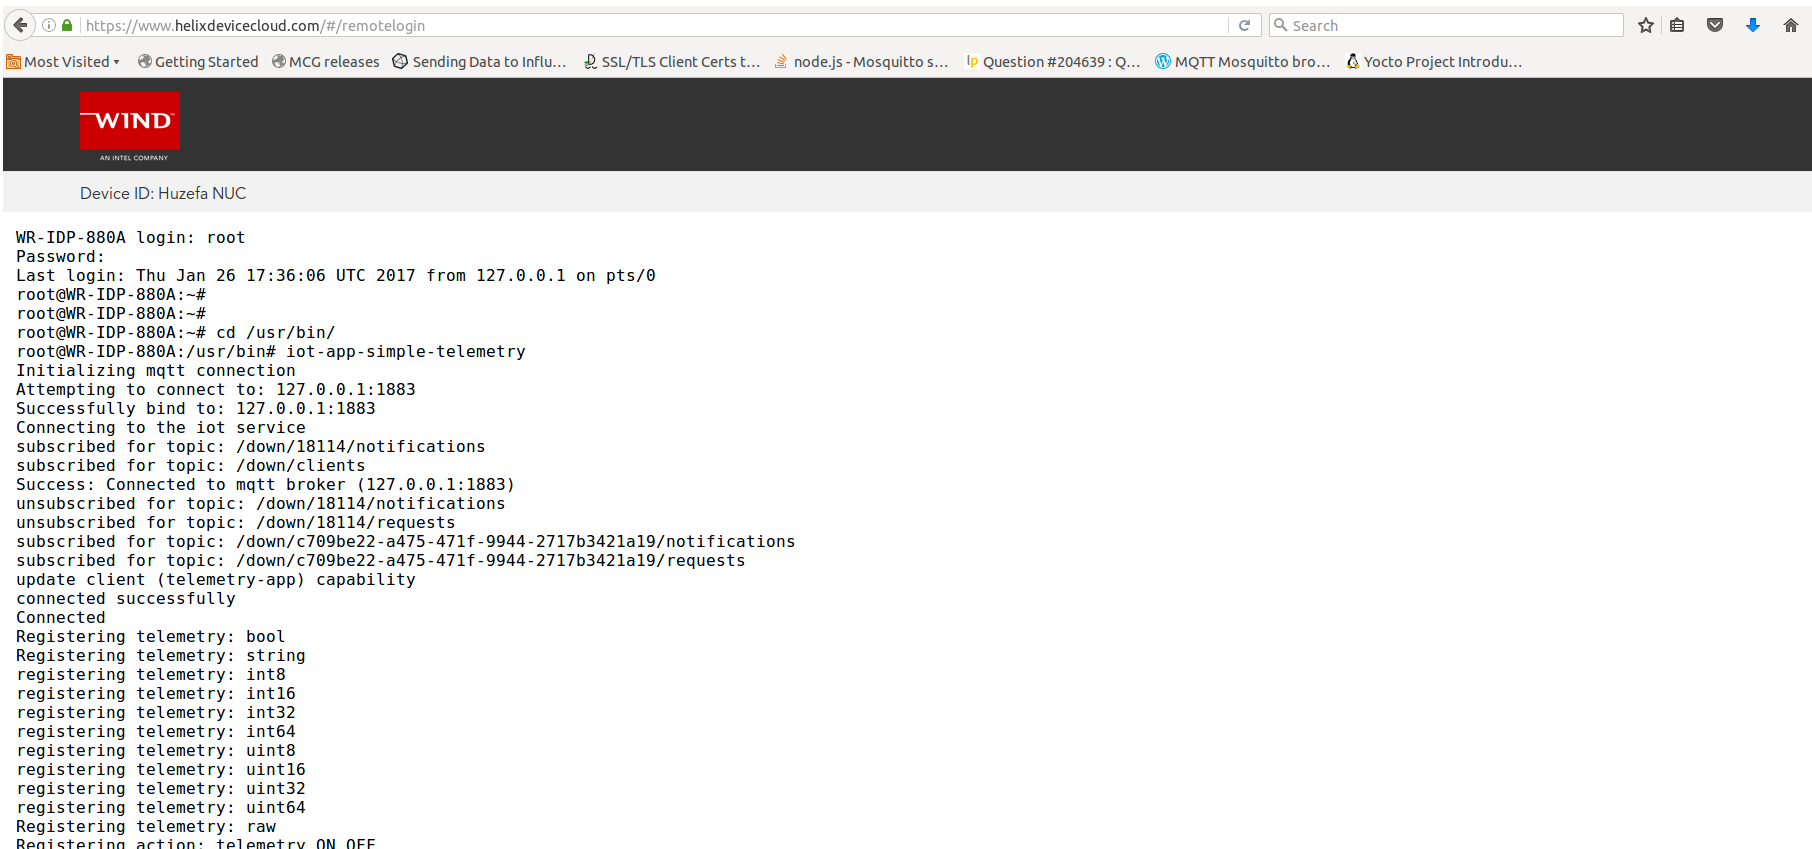 https://www.helixdevicecloud.com/#/remotelogin
Search
Most Visited
Getting Started
MCG releases
Sending Data to Influ...
SSL/TLS Client Certs t...
node.js - Mosquitto s...
lp Question #204639 : Q...
MQTT Mosquitto bro...
Yocto Project Introdu...
WIND
AN INTEL COMPANY
Device ID: Huzefa NUC
WR-IDP-880A login: root
Password:
Last login: Thu Jan 26 17:36:06 UTC 2017 from 127.0.0.1 on pts/0
root@WR-IDP-880A:~#
root@WR-IDP-880A:~#
root@WR-IDP-880A:~# cd /usr/bin/
root@WR-IDP-880A:/usr/bin# iot-app-simple-telemetry
Initializing mqtt connection
Attempting to connect to: 127.0.0.1:1883
Successfully bind to: 127.0.0.1:1883
Connecting to the iot service
subscribed for topic: /down/18114/notifications
subscribed for topic: /down/clients
Success: Connected to mqtt broker (127.0.0.1:1883)
unsubscribed for topic: /down/18114/notifications
unsubscribed for topic: /down/18114/requests
subscribed for topic: /down/c709be22-a475-471f-9944-2717b3421a19/notifications
subscribed for topic: /down/c709be22-a475-471f-9944-2717b3421a19/requests
update client (telemetry-app) capability
connected successfully
Connected
Registering telemetry: bool
Registering telemetry: string
registering telemetry: int8
registering telemetry: int16
registering telemetry: int32
registering telemetry: int64
registering telemetry: uint8
registering telemetry: uint16
registering telemetry: uint32
registering telemetry: uint64
Registering telemetry: raw
Registering action: telemetry ON OFF